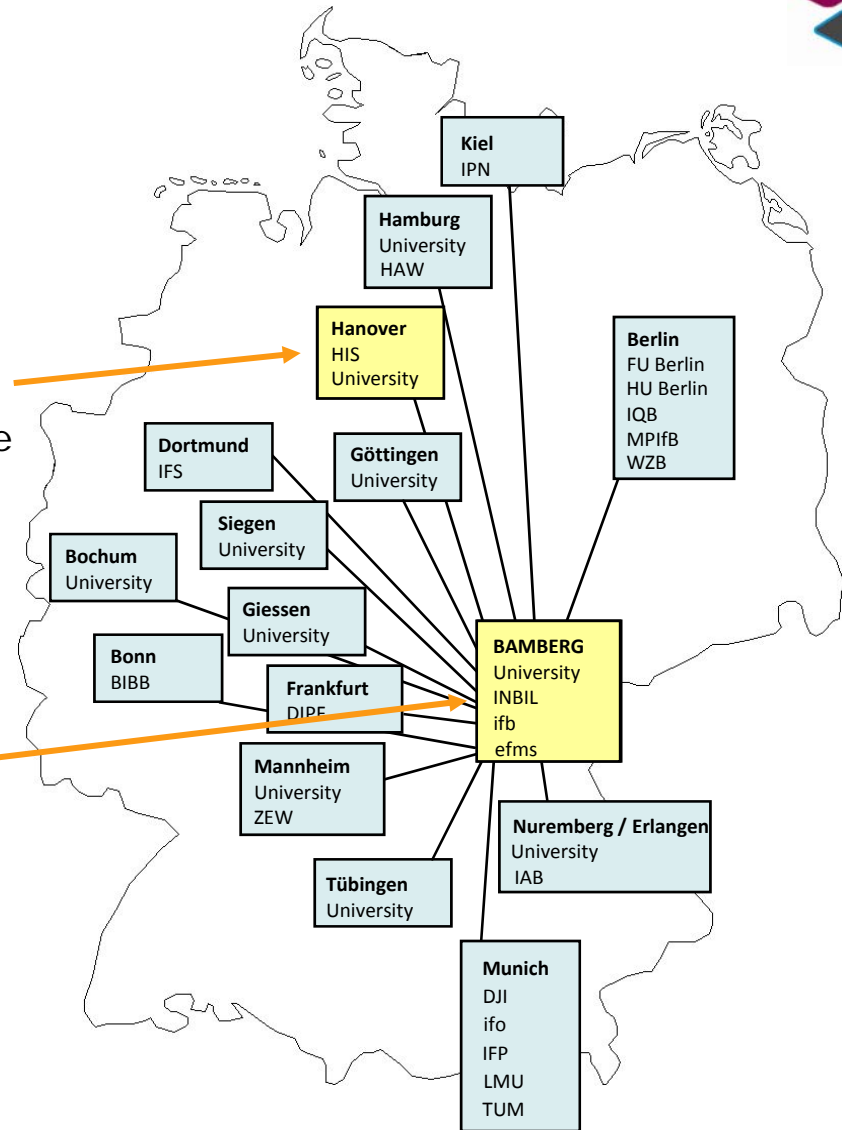 Kiel
IPN
Hamburg
University
HAW
Hanover
HIS
University
Berlin
FU Berlin
HU Berlin
IQB
MPIfB
WZB
e
Dortmund
IFS
Göttingen
University
Siegen
University
Bochum
University
Giessen
University
Bonn
BIBB
Frankfurt
DIPF
BAMBERG
University
INBIL
ifb
efms
Mannheim
University
ZEW
Nuremberg / Erlangen
University
IAB
Tübingen
University
Munich
DJI
ifo
IFP
LMU
TUM